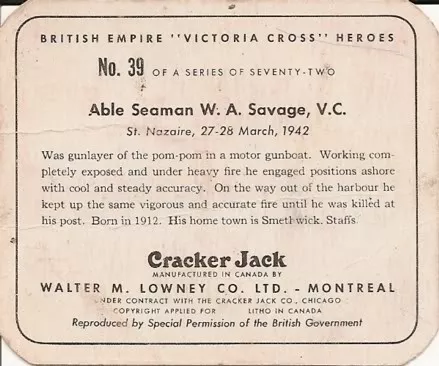 BRITISH EMPIRE "VICTORIA CROSS" HEROES
No. 39 OF A SERIES OF SEVENTY-TWO
Able Seaman W. A. Savage, V.C.
St. Nazaire, 27-28 March, 1942
Was gunlayer of the pom-pom in a motor gunboat. Working com-
pletely exposed and under heavy fire he engaged positions ashore
with cool and steady accuracy. On the way out of the harbour he
kept up the same vigorous and accurate fire until he was killed at
his post. Born in 1912. His home town is Smethwick. Staffs.
Cracker Jack
MANUFACTURED IN CANADA BY
WALTER M. LOWNEY CO. LTD. - MONTREAL
UNDER CONTRACT WITH THE CRACKER JACK CO., CHICAGO
COPYRIGHT APPLIED FOR LITHO IN CANADA
Reproduced by Special Permission of the British Government